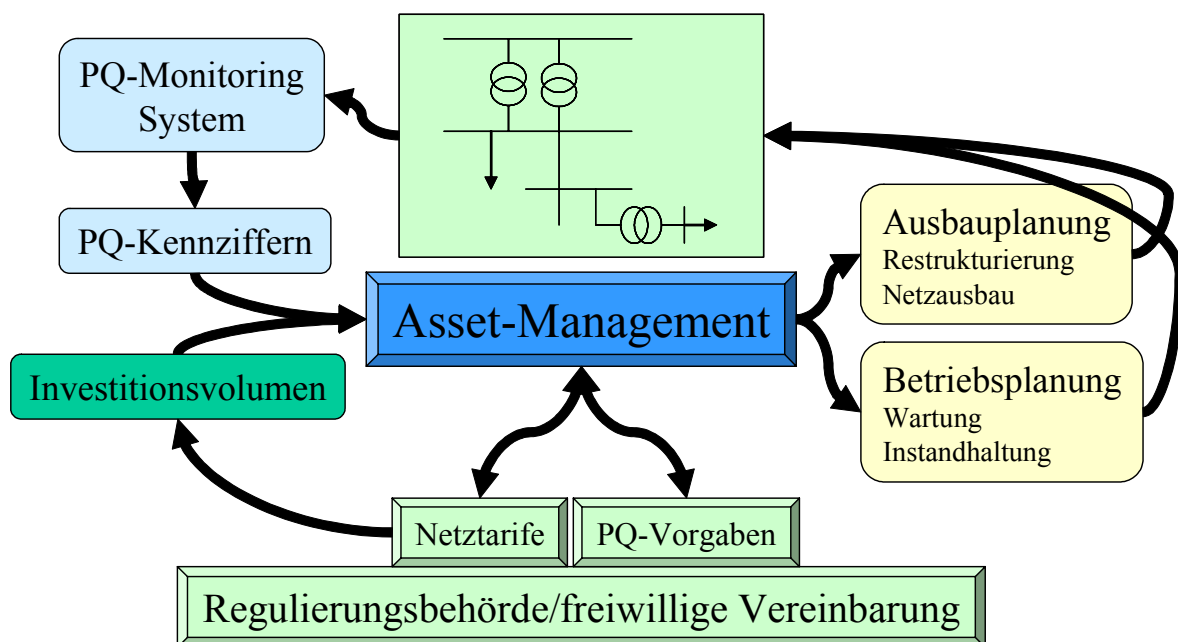 PQ-Monitoring
System
PQ-Kennziffern
Ausbauplanung
Restrukturierung
Netzausbau
Asset-Management
Investitionsvolumen
Betriebsplanung
Wartung
Instandhaltung
Netztarife
PQ-Vorgaben
Regulierungsbehörde/freiwillige Vereinbarung